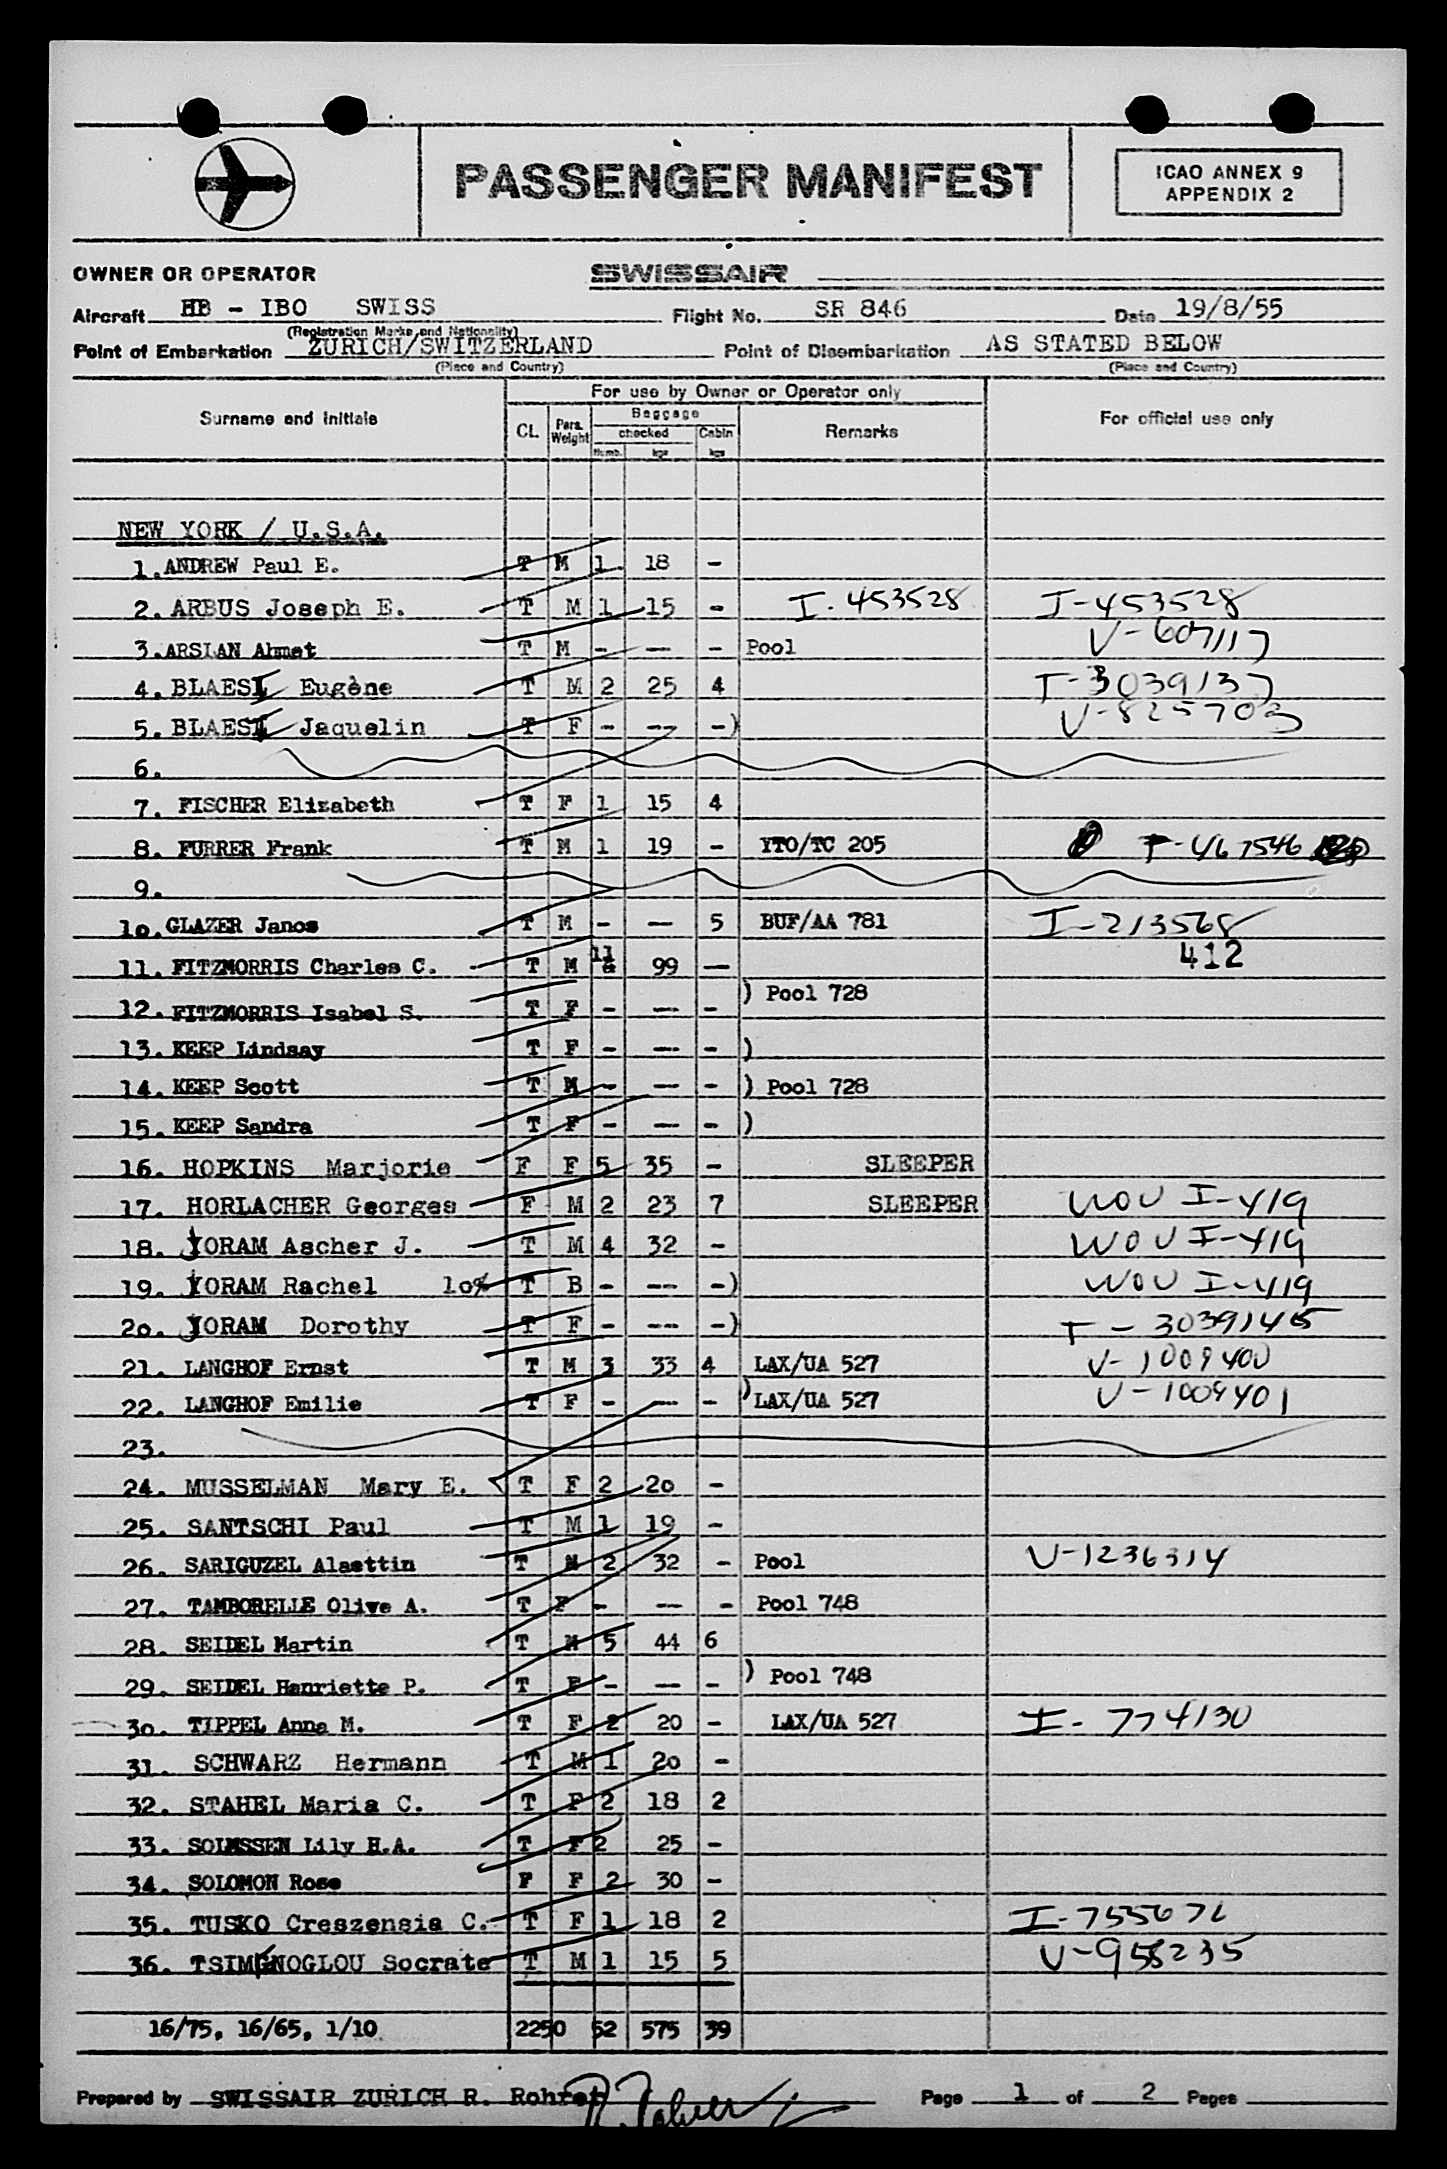 PASSENGER MANIFEST
ICAO ANNEX 9
APPENDIX 2
OWNER OR OPERATOR SWISSAIR
Aircraft HB - IBO SWISS Flight No. SR 846 Date 19/8/55
(Registration Marks and Nationality)
Point of Embarkation ZURICH/SWITZERLAND Point of Disembarkation AS STATED BELOW
(Place and Country) (Place and Country)
For use by Owner or Operator only
Surname and Initials CL. Pass. Weight Baggage checked Numb. kgs Cabin kgs Remarks For official use only
NEW YORK / U.S.A.
1. ANDREW Paul E. T M 1 18 -
2. ARBUS Joseph E. T M 1 15 - I-453528 I-453528
3. ARSLAN Ahmet T M - -- - Pool V-607117
4. BLAESI Eugène T M 2 25 4 T-3039137
5. BLAESI Jaquelin T F - -- -) V-825703
6.
7. FISCHER Elizabeth T F 1 15 4
8. FURRER Frank T M 1 19 - YTO/TC 205 T-467546
9.
10. GLAZER Janos T M - -- 5 BUF/AA 781 I-213568
11. FITZMORRIS Charles C. T M 11 99 -- 412
12. FITZMORRIS Isabel S. T F - -- - ) Pool 728
13. KEEP Lindsay T F - -- - )
14. KEEP Scott T M - -- - ) Pool 728
15. KEEP Sandra T F - -- - )
16. HOPKINS Marjorie F F 5 35 - SLEEPER
17. HORLACHER Georges F M 2 23 7 SLEEPER WOV I-419
18. JORAM Ascher J. T M 4 32 - WOV I-419
19. JORAM Rachel 10% T B - -- -) WOV I-419
20. JORAM Dorothy T F - -- -) T-3039145
21. LANGHOF Ernst T M 3 33 4 LAX/UA 527 V-1009400
22. LANGHOF Emilie T F - -- - ) LAX/UA 527 V-1009401
23.
24. MUSSELMAN Mary E. T F 2 20 -
25. SANTSCHI Paul T M 1 19 -
26. SARIGUZEL Alaettin T M 2 32 - Pool V-1236314
27. TAMBORELLE Olive A. T F - -- - Pool 748
28. SEIDEL Martin T M 5 44 6
29. SEIDEL Henriette P. T F - -- - ) Pool 748
30. TIPPEL Anna M. T F 2 20 - LAX/UA 527 I-774130
31. SCHWARZ Hermann T M 1 20 -
32. STAHEL Maria C. T F 2 18 2
33. SOLMSSEN Lily H.A. T F 2 25 -
34. SOLOMON Rose F F 2 30 -
35. TUSKO Creszensia C. T F 1 18 2 I-755676
36. TSIMENOGLOU Socrate T M 1 15 5 V-958235
16/75, 16/65, 1/10 2250 52 575 39
Prepared by SWISSAIR ZURICH R. Rohrer Page 1 of 2 Pages